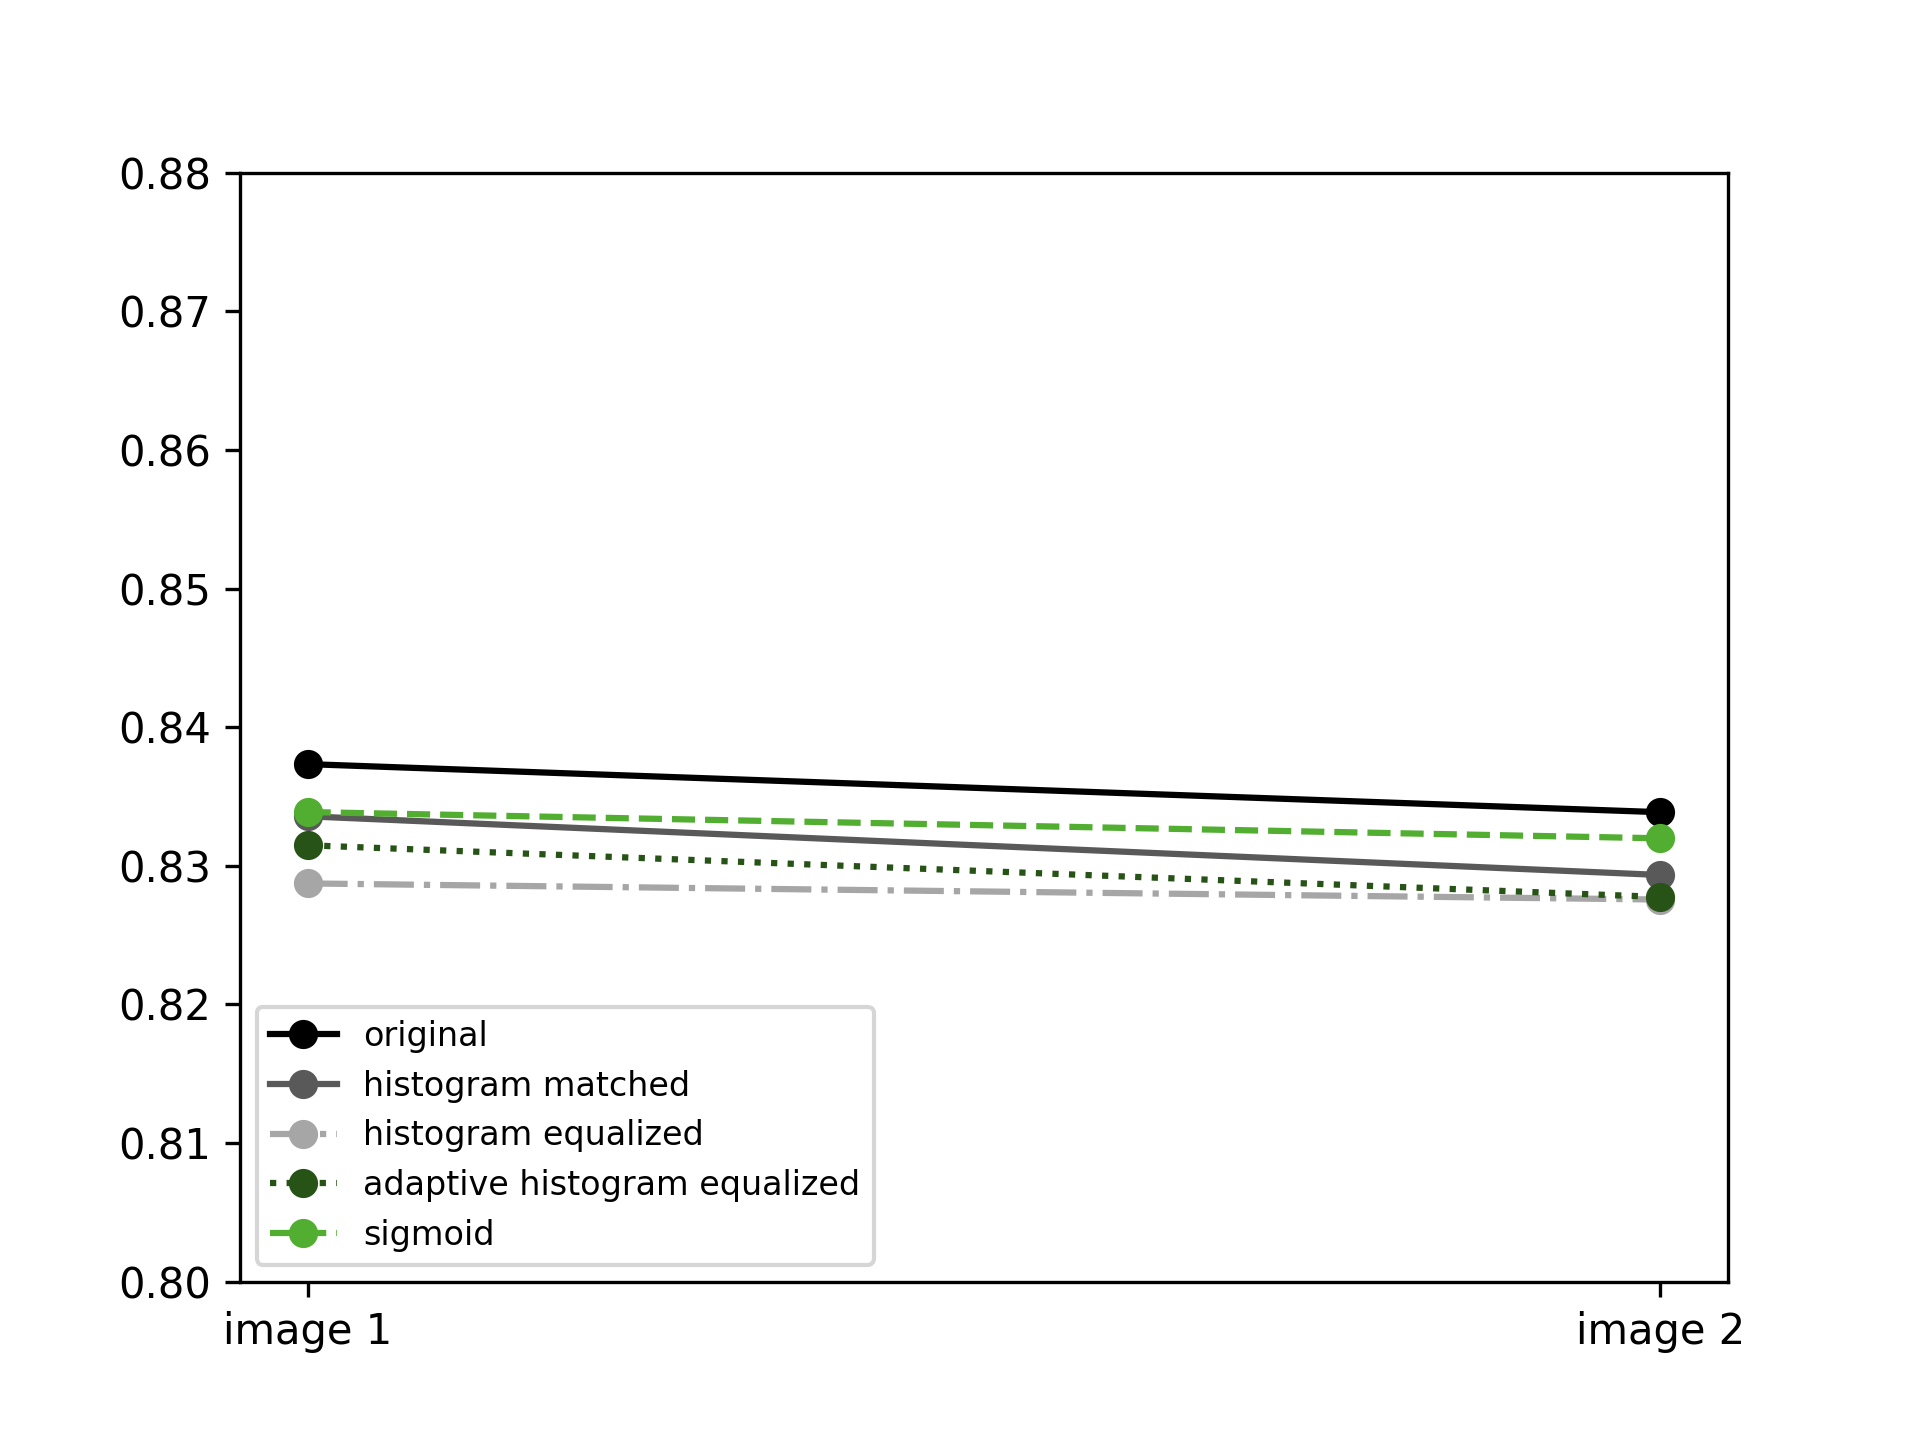 0.88
0.87
0.86
0.85
0.84
0.83
0.82
0.81
0.80
original
histogram matched
histogram equalized
adaptive histogram equalized
sigmoid
image 1
image 2